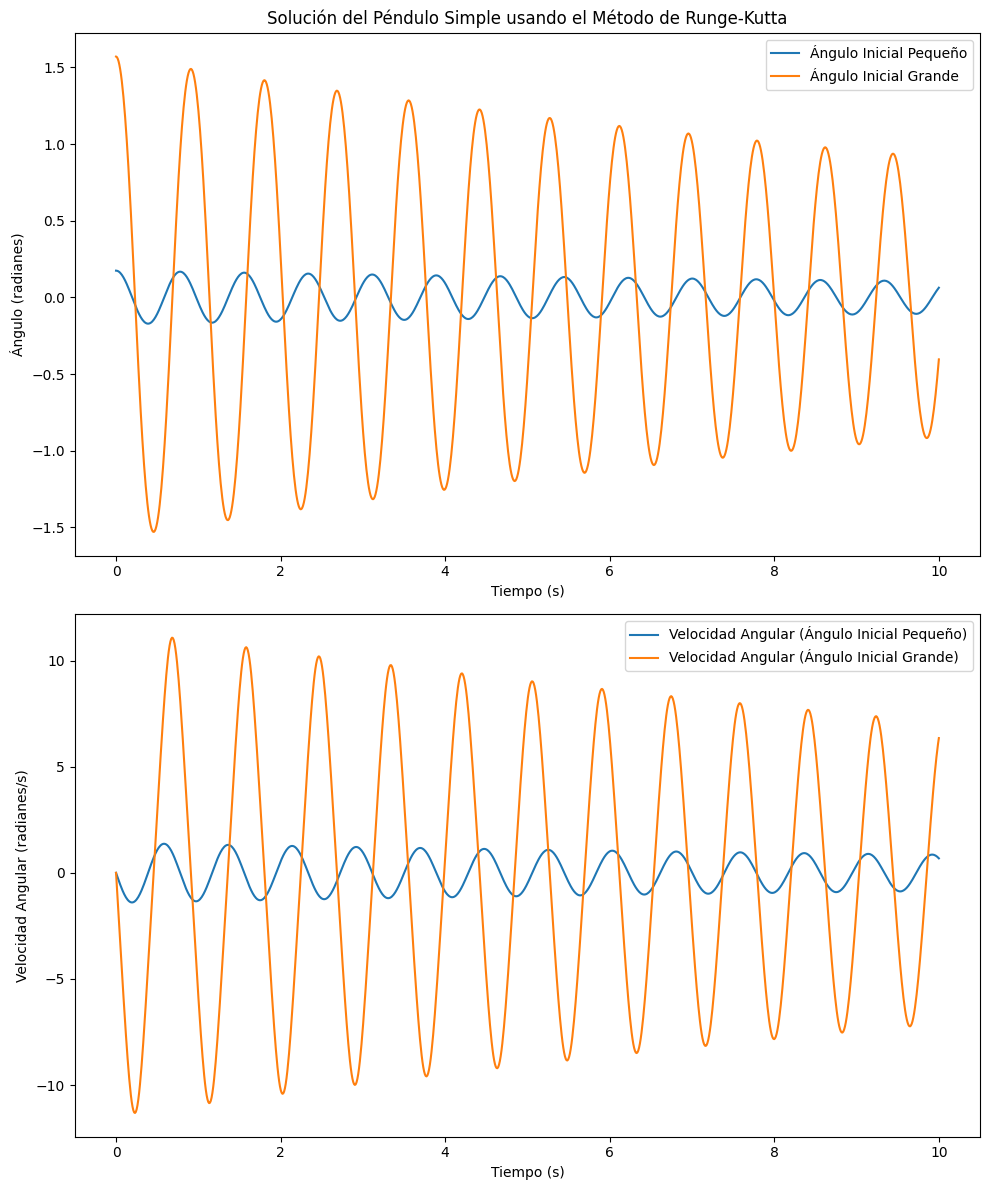 Solución del Péndulo Simple usando el Método de Runge-Kutta
Ángulo Inicial Pequeño
Ángulo Inicial Grande
1.5
1.0
0.5
0.0
−0.5
−1.0
−1.5
Ángulo (radianes)
0 2 4 6 8 10
Tiempo (s)
Velocidad Angular (Ángulo Inicial Pequeño)
Velocidad Angular (Ángulo Inicial Grande)
10
5
0
−5
−10
Velocidad Angular (radianes/s)
0 2 4 6 8 10
Tiempo (s)